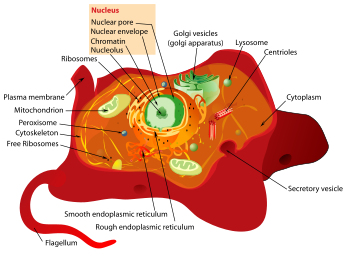 Nucleus
Nuclear pore
Nuclear envelope
Chromatin
Nucleolus
Ribosomes
Golgi vesicles
(golgi apparatus)
Lysosome
Centrioles
Plasma membrane
Mitochondrion
Peroxisome
Cytoskeleton
Free Ribosomes
Cytoplasm
Secretory vesicle
Smooth endoplasmic reticulum
Rough endoplasmic reticulum
Flagellum